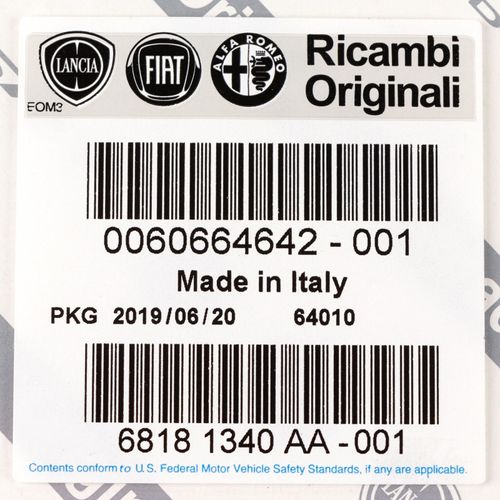 LANCIA
FIAT
ALFA ROMEO
Ricambi
Originali
EOM3
0060664642 - 001
Made in Italy
PKG 2019/06/20 64010
6818 1340 AA - 001
Contents conform to U.S. Federal Motor Vehicle Safety Standards, if any are applicable.